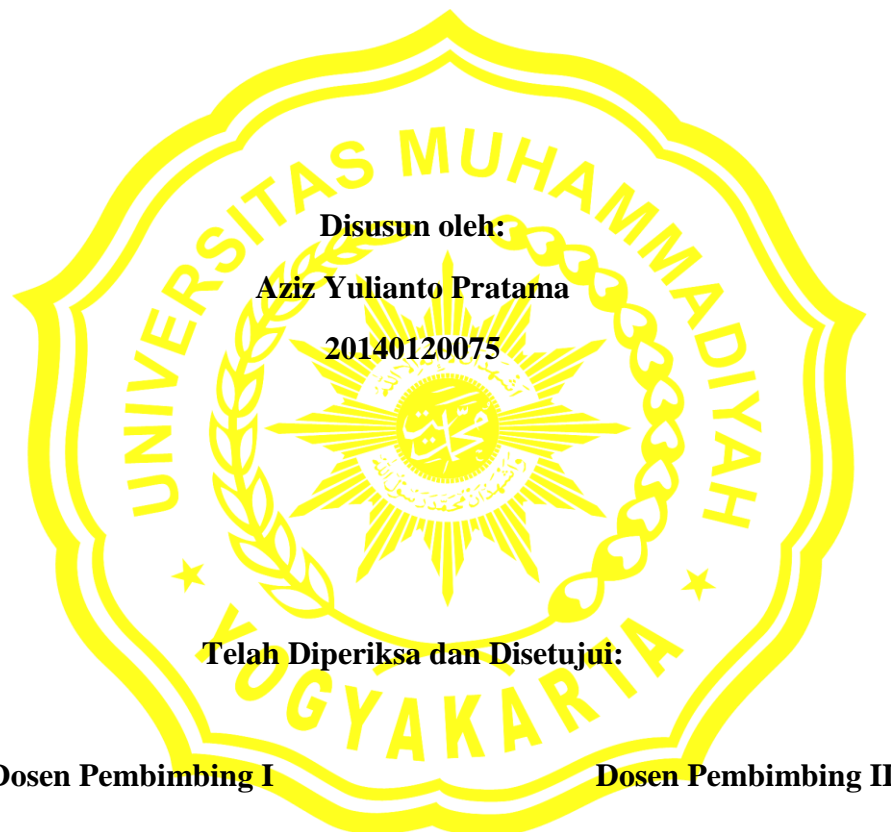 UNIVERSITAS MUHAMMADIYAH
Disusun oleh:
Aziz Yulianto Pratama
20140120075
Telah Diperiksa dan Disetujui:
YOGYAKARTA
Dosen Pembimbing I Dosen Pembimbing II